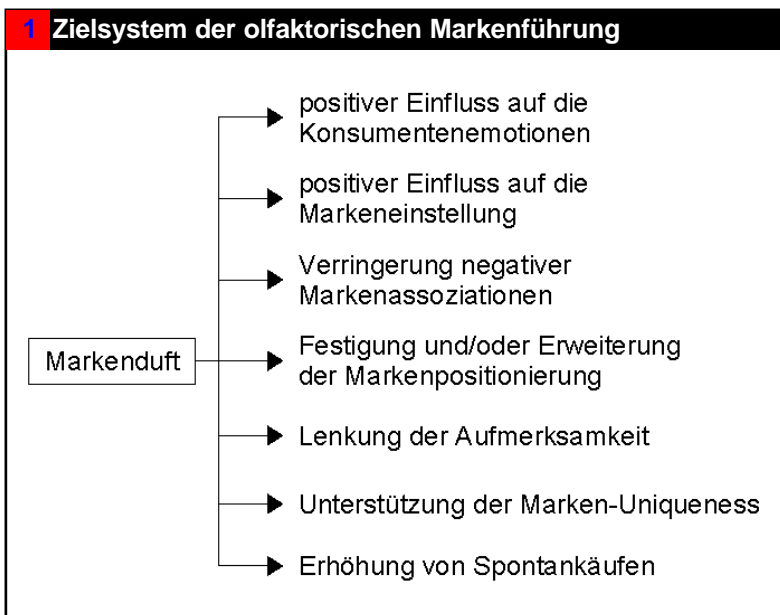 1 Zielsystem der olfaktorischen Markenführung
positiver Einfluss auf die
Konsumentenemotionen
positiver Einfluss auf die
Markeneinstellung
Verringerung negativer
Markenassoziationen
Markenduft
Festigung und/oder Erweiterung
der Markenpositionierung
Lenkung der Aufmerksamkeit
Unterstützung der Marken-Uniqueness
Erhöhung von Spontankäufen